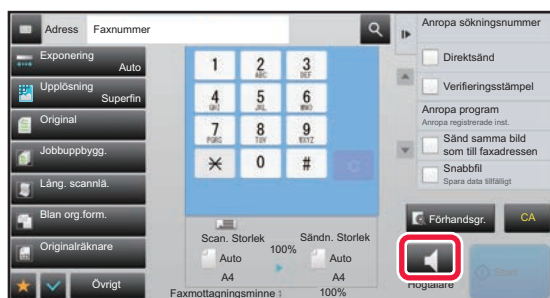 Adress Faxnummer
Exponering
Auto
Upplösning
Superfin
Original
Jobbuppbygg.
Lång. scannlä.
Blan org.form.
Originalräknare
Övrigt
1 2 3
ABC DEF
4 5 6
GHI JKL MNO
7 8 9
PQRS TUV WXYZ
0 #
C
Scan. Storlek 100% Sändn. Storlek
Auto Auto
A4 A4
Faxmottagningsminne : 100%
Anropa sökningsnummer
Direktsänd
Verifieringsstämpel
Anropa program
Anropa registrerade inst.
Sänd samma bild
som till faxadressen
Snabbfil
Spara data tillfälligt
Förhandsgr. CA
Högtalare
Start